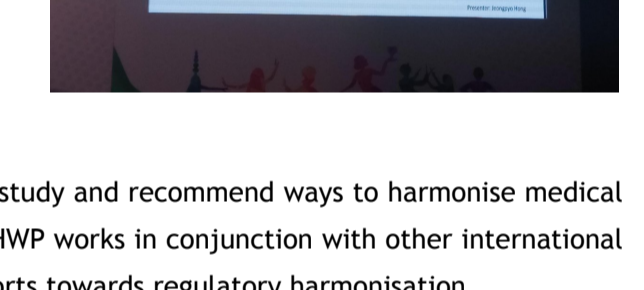 Presenter: Jeongpyo Hong
study and recommend ways to harmonise medical
HWP works in conjunction with other international
orts towards regulatory harmonisation